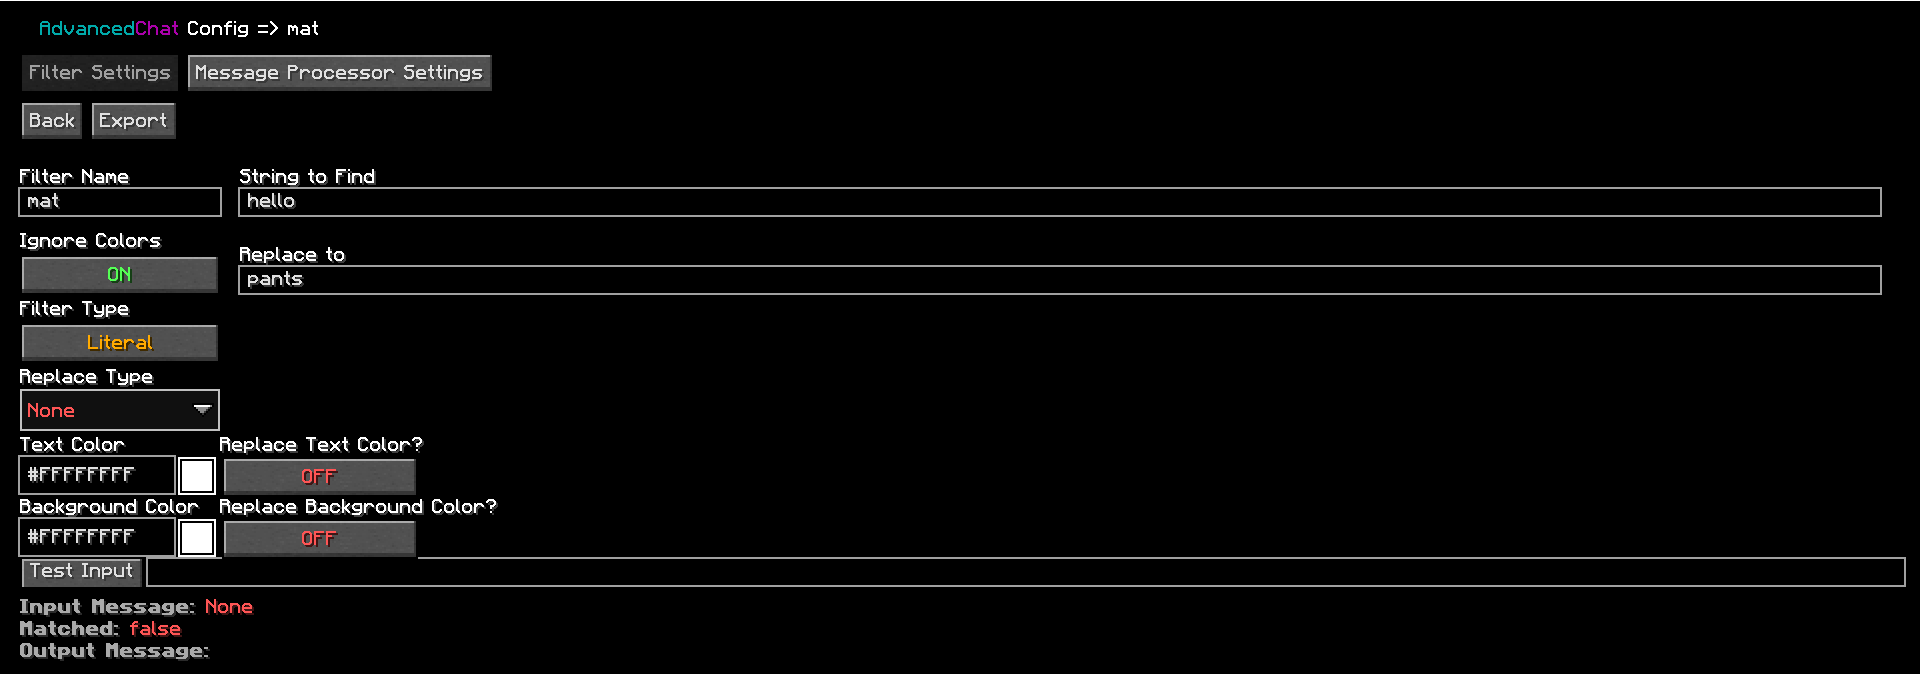 AdvancedChat Config => mat
Filter Settings Message Processor Settings
Back Export
Filter Name String to Find
mat hello
Ignore Colors
Replace to
ON
pants
Filter Type
Literal
Replace Type
None
Text Color Replace Text Color?
#FFFFFFFF OFF
Background Color Replace Background Color?
#FFFFFFFF OFF
Test Input
Input Message: None
Matched: false
Output Message: